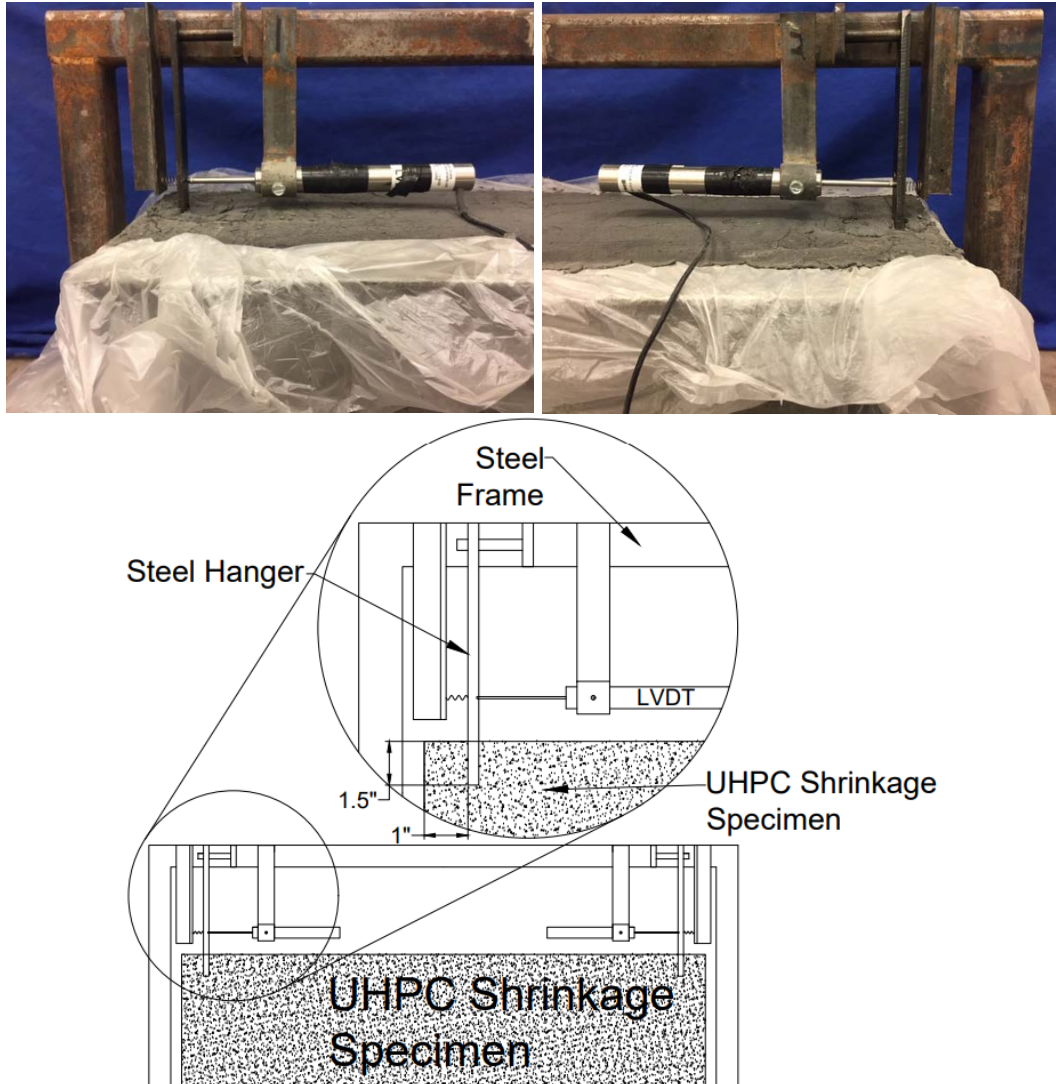 Steel
Frame
Steel Hanger
LVDT
1.5"
1"
UHPC Shrinkage
Specimen
UHPC Shrinkage
Specimen